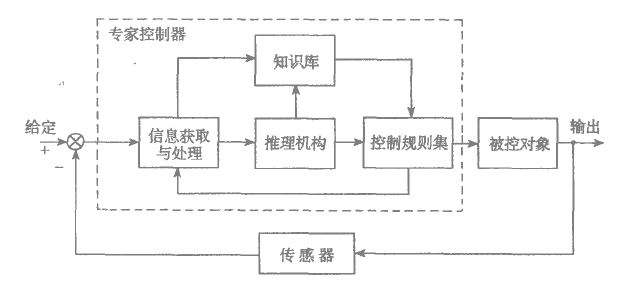 专家控制器
知识库
给定
信息获取
与处理
推理机构
控制规则集
被控对象
输出
+
−
传感器